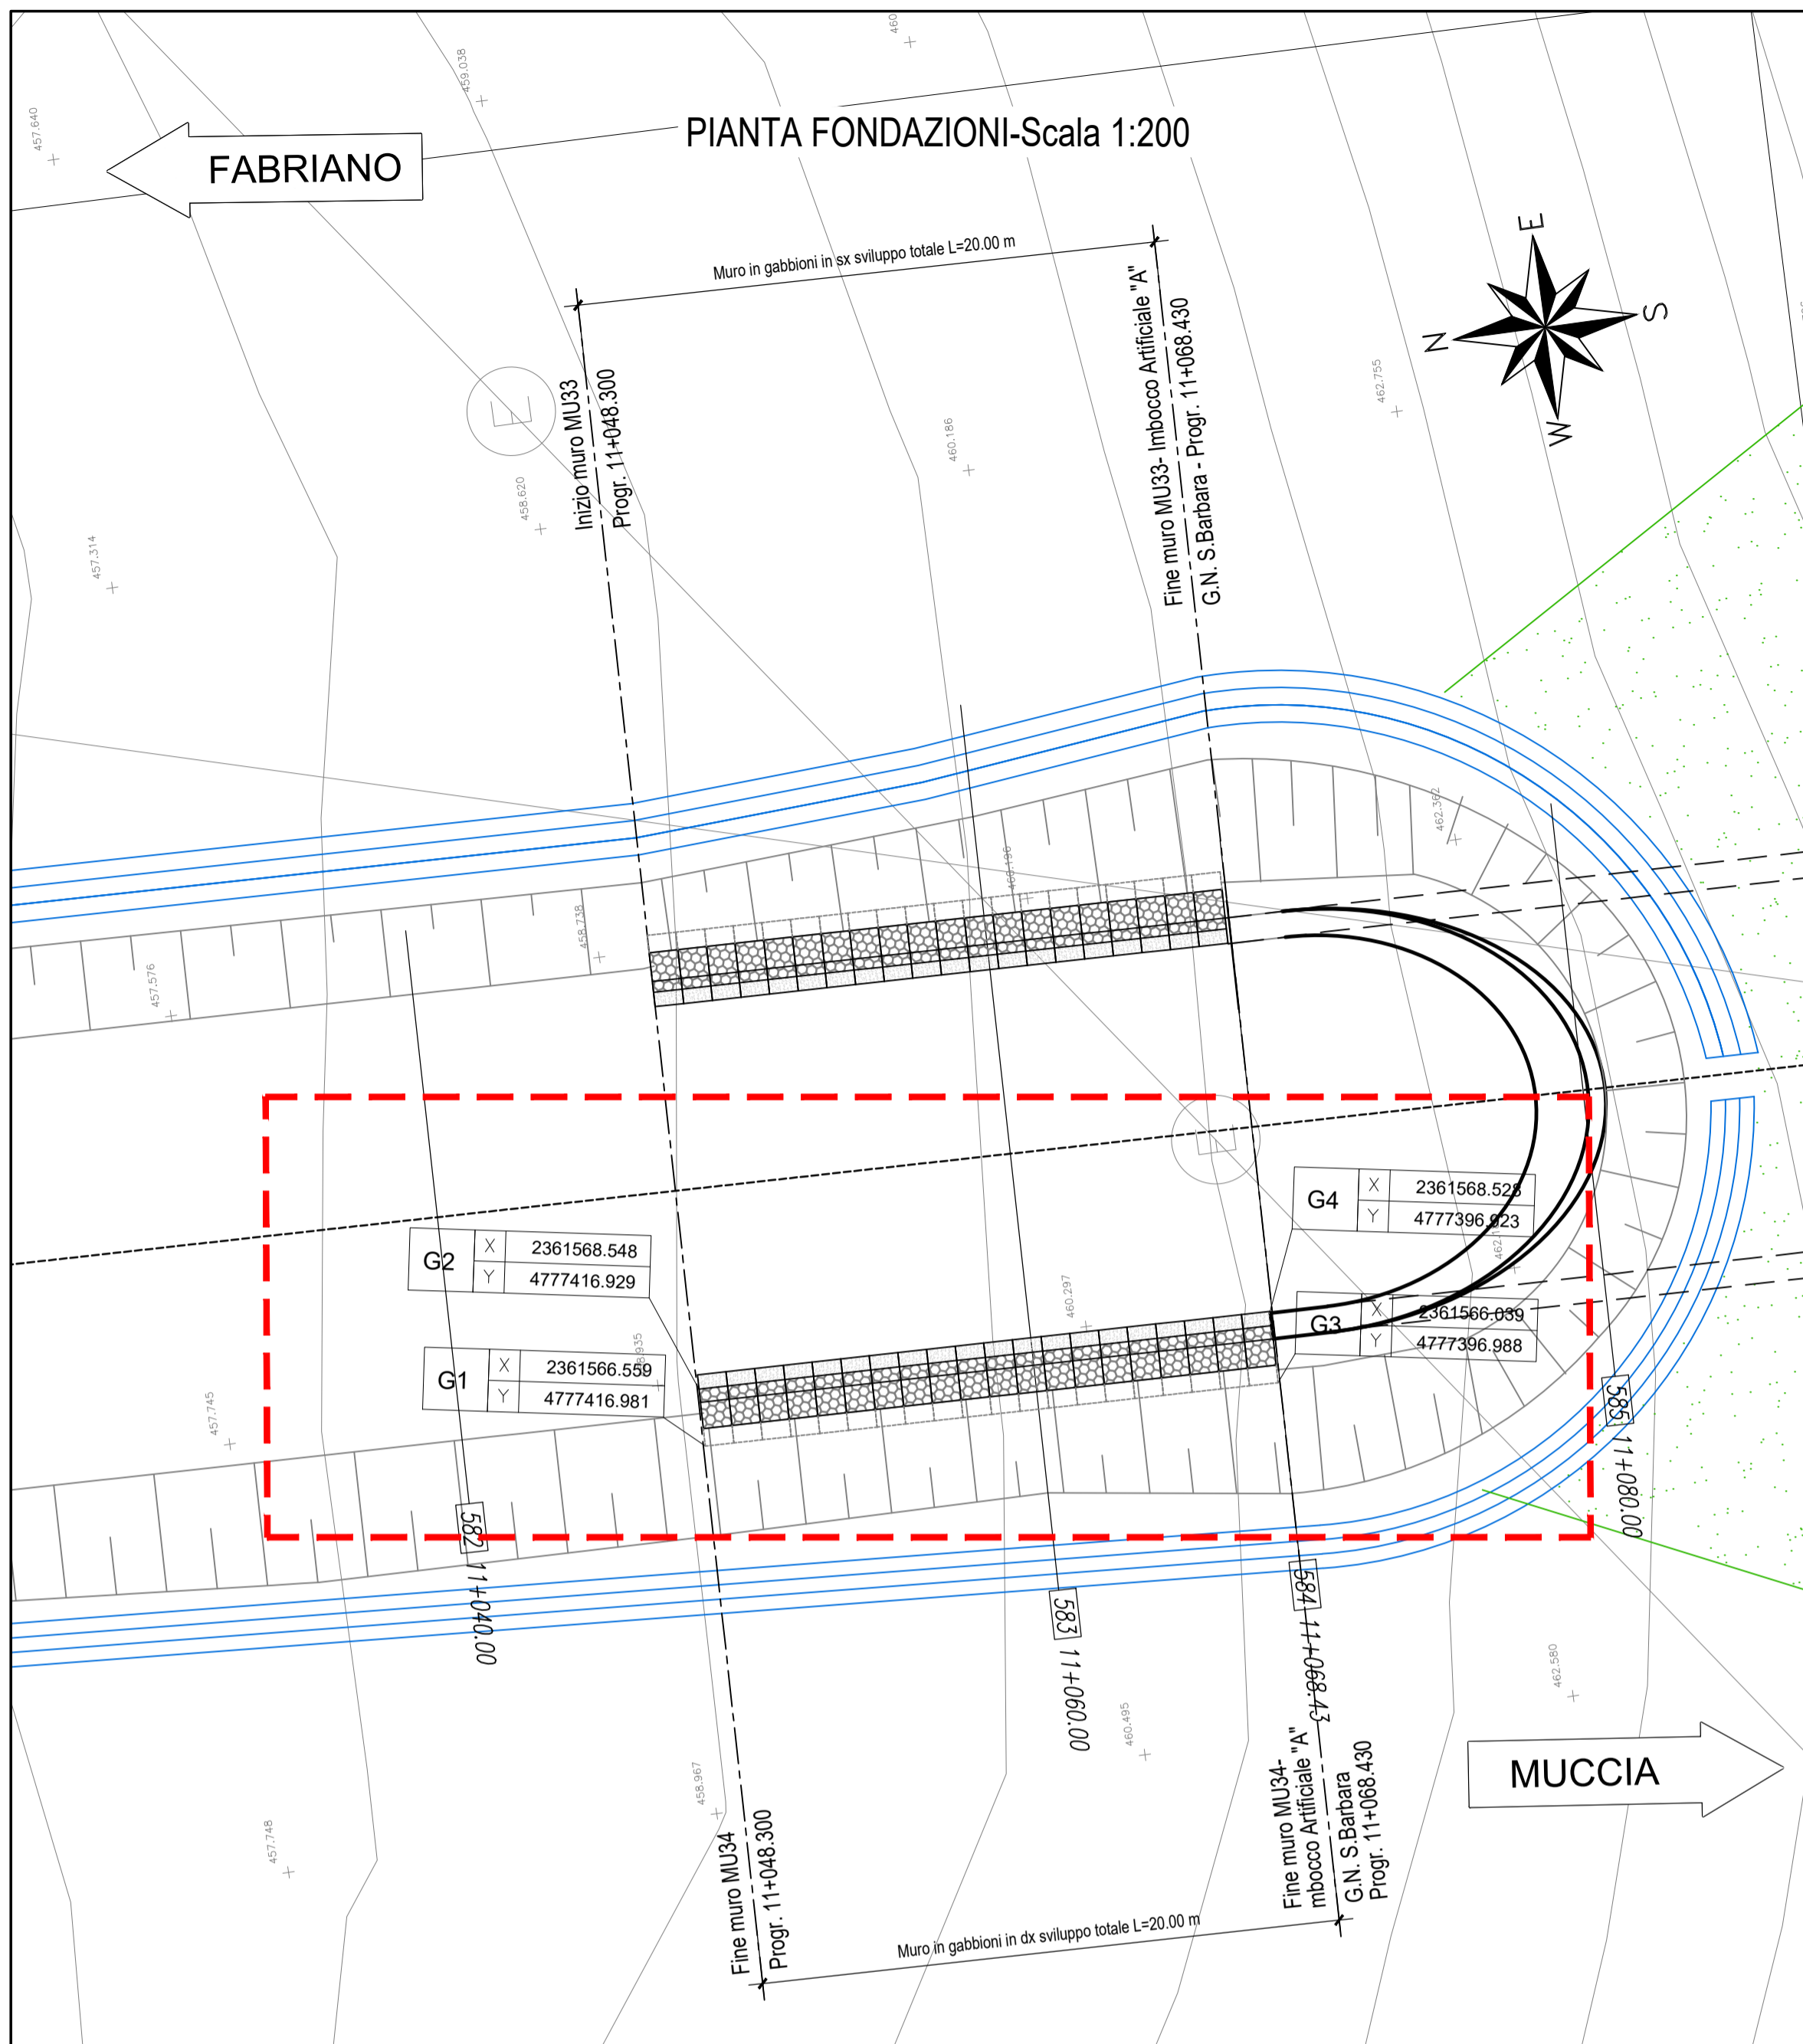 459.038
460
457.640
PIANTA FONDAZIONI-Scala 1:200
FABRIANO
E
N
S
W
Muro in gabbioni in sx sviluppo totale L=20.00 m
Inizio muro MU33
Progr. 11+048.300
Fine muro MU33- Imbocco Artificiale "A"
G.N. S.Barbara - Progr. 11+068.430
462.755
460.186
458.620
457.314
E
462.362
460.196
458.738
457.576
E
G4
X 2361568.528
Y 4777396.923
G2
X 2361568.548
Y 4777416.929
460.297
G3
X 2361566.039
Y 4777396.988
G1
X 2361566.559
Y 4777416.981
457.745
585 11+080.00
582 11+040.00
583 11+060.00
584 11+068.43
462.580
460.495
458.967
457.748
MUCCIA
Fine muro MU34
Progr. 11+048.300
Fine muro MU34-
mbocco Artificiale "A"
G.N. S.Barbara
Progr. 11+068.430
Muro in gabbioni in dx sviluppo totale L=20.00 m